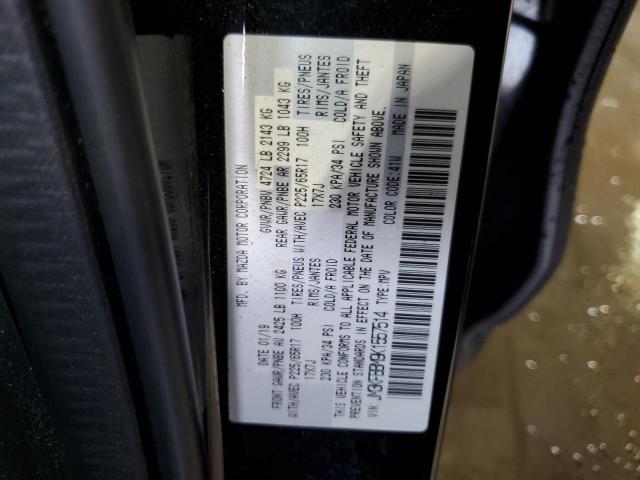 MFD. BY MAZDA MOTOR CORPORATION
DATE 01/19 GVWR/PNBV 4724 LB 2143 KG
FRONT GAWR/PNBE AV 2425 LB 1100 KG REAR GAWR/PNBE AR 2299 LB 1043 KG
WITH/AVEC P225/65R17 100H TIRES/PNEUS WITH/AVEC P225/65R17 100H TIRES/PNEUS
17X7J RIMS/JANTES 17X7J RIMS/JANTES
230 KPA/34 PSI COLD/A FROID 230 KPA/34 PSI COLD/A FROID
THIS VEHICLE CONFORMS TO ALL APPLICABLE FEDERAL MOTOR VEHICLE SAFETY AND THEFT
PREVENTION STANDARDS IN EFFECT ON THE DATE OF MANUFACTURE SHOWN ABOVE.
COLOR CODE:41W MADE IN JAPAN
VIN: TYPE:MPV